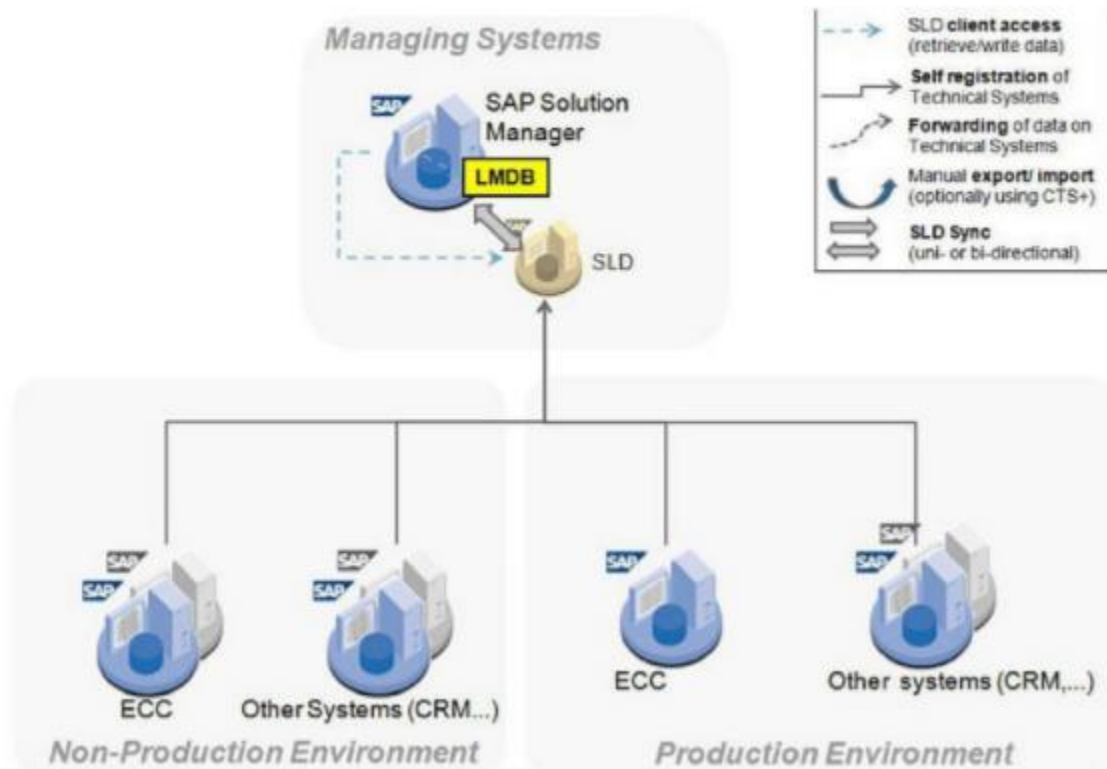 Managing Systems
SAP
SAP Solution
Manager
LMDB
SAP
SLD
SLD client access
(retrieve/write data)
Self registration of
Technical Systems
Forwarding of data on
Technical Systems
Manual export/ import
(optionally using CTS+)
SLD Sync
(uni- or bi-directional)
SAP
SAP
ECC
SAP
SAP
Other Systems (CRM...)
Non-Production Environment
SAP
ECC
SAP
SAP
Other systems (CRM,...)
Production Environment